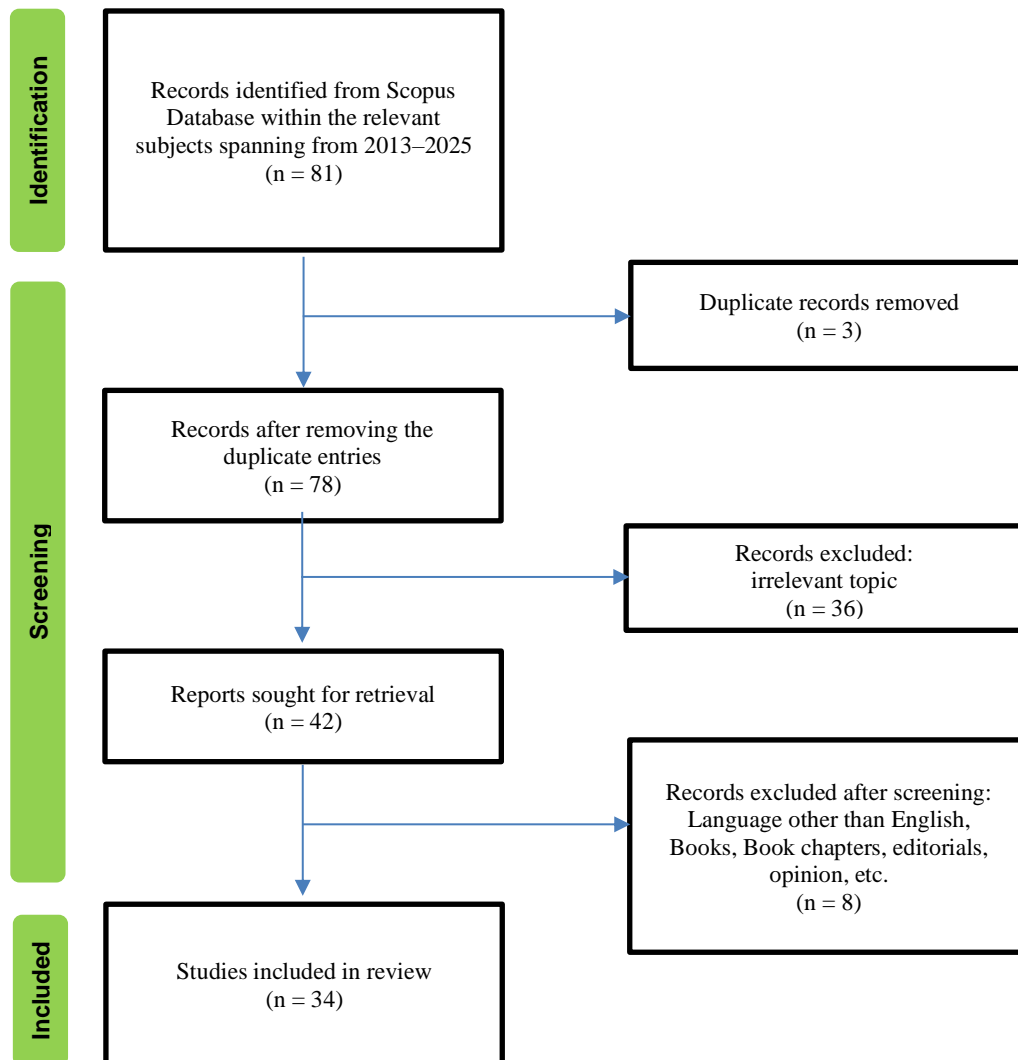 Identification
Records identified from Scopus
Database within the relevant
subjects spanning from 2013–2025
(n = 81)
Duplicate records removed
(n = 3)
Screening
Records after removing the
duplicate entries
(n = 78)
Records excluded:
irrelevant topic
(n = 36)
Reports sought for retrieval
(n = 42)
Records excluded after screening:
Language other than English,
Books, Book chapters, editorials,
opinion, etc.
(n = 8)
Included
Studies included in review
(n = 34)